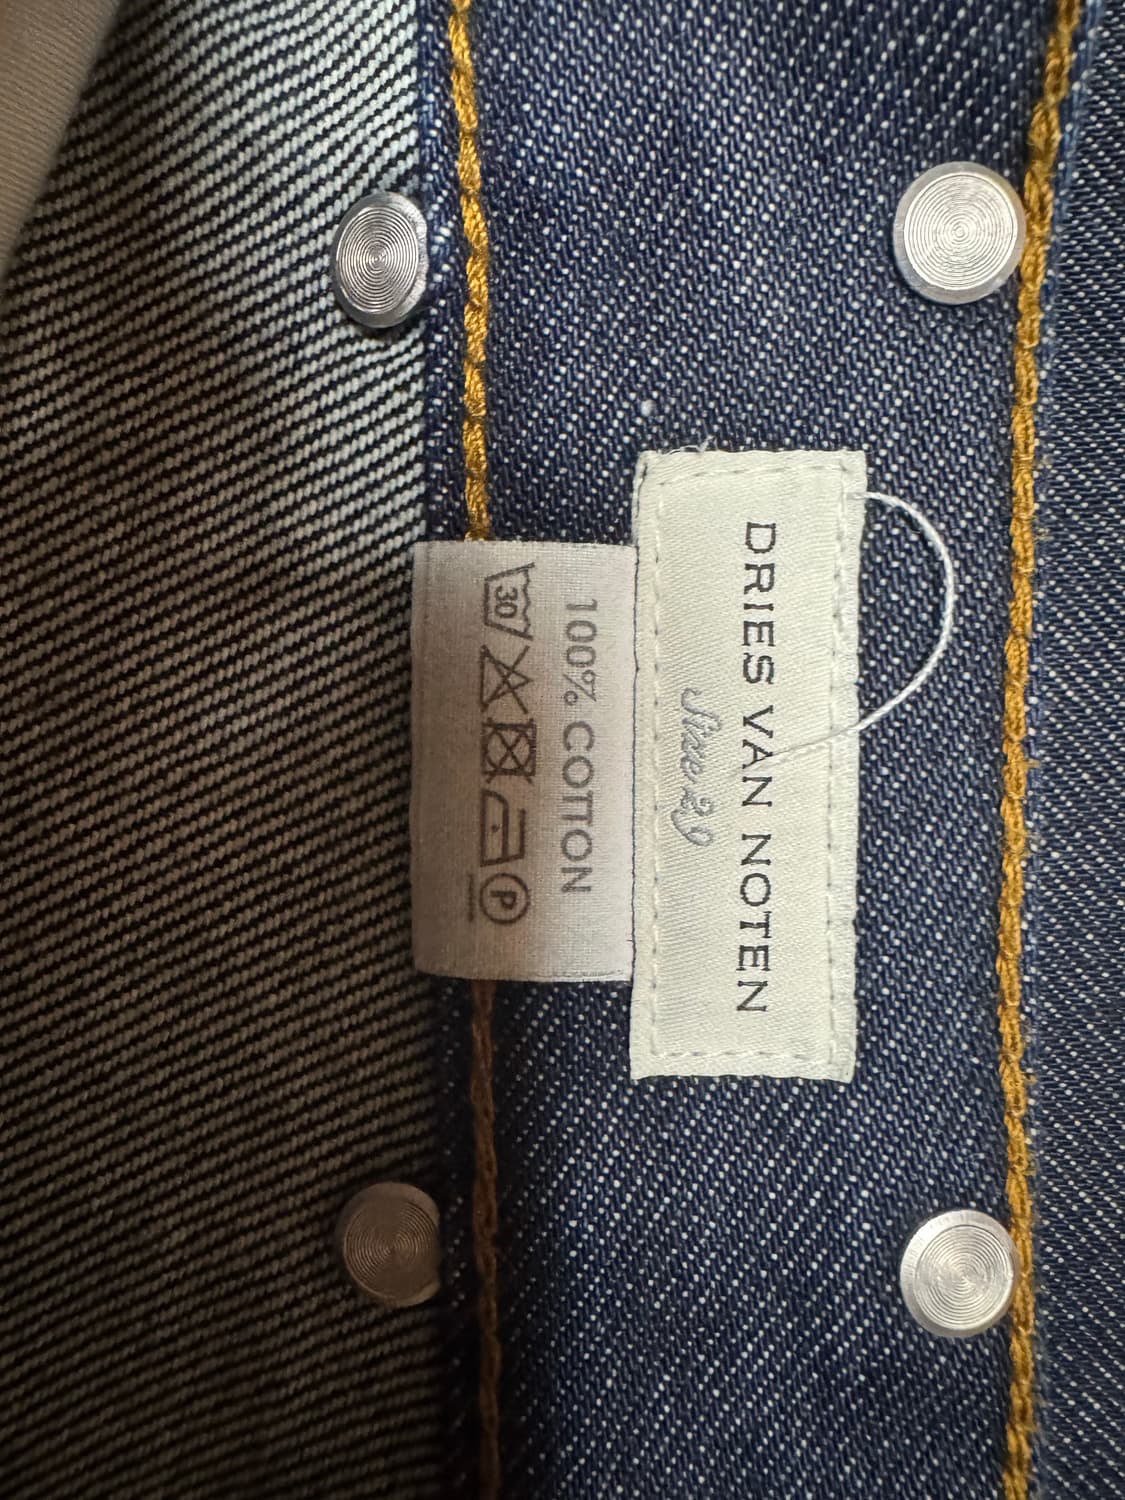 DRIES VAN NOTEN
Size 29
100% COTTON
30
P